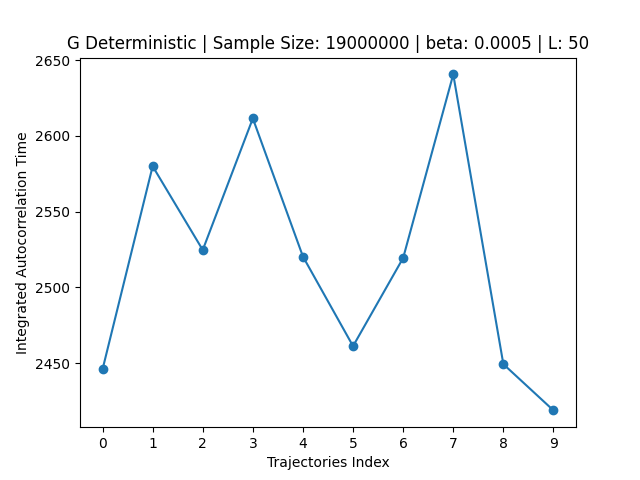 G Deterministic | Sample Size: 19000000 | beta: 0.0005 | L: 50
2650
2600
2550
2500
2450
Integrated Autocorrelation Time
0 1 2 3 4 5 6 7 8 9
Trajectories Index